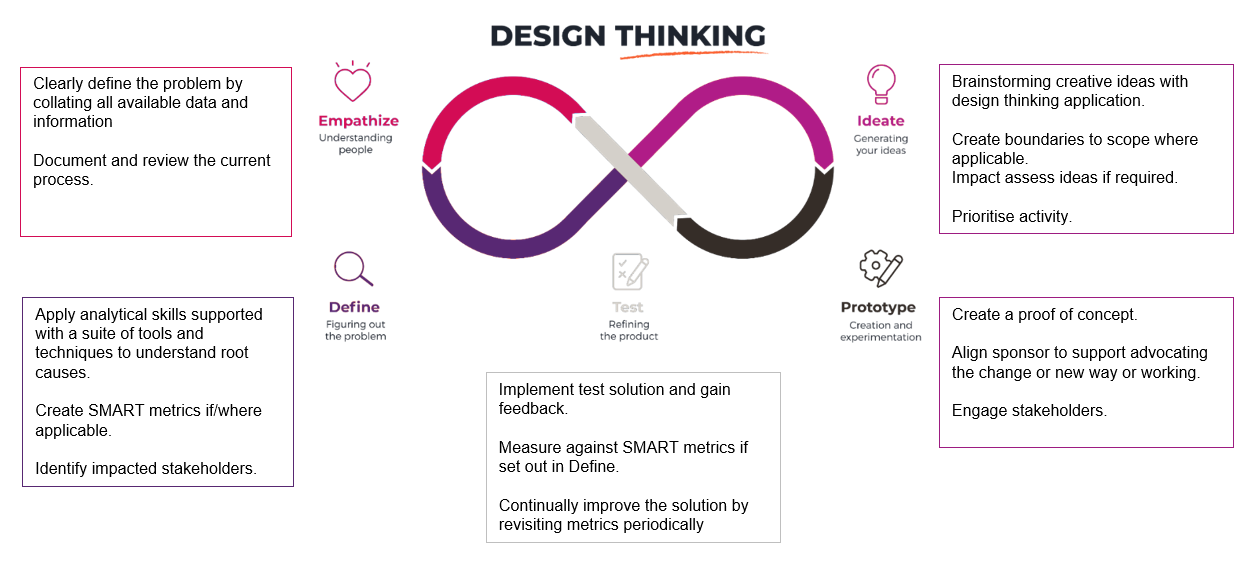 DESIGN THINKING
Clearly define the problem by
collating all available data and
information
Document and review the current
process.
Empathize
Understanding
people
Ideate
Generating
your ideas
Brainstorming creative ideas with
design thinking application.
Create boundaries to scope where
applicable.
Impact assess ideas if required.
Prioritise activity.
Apply analytical skills supported
with a suite of tools and
techniques to understand root
causes.
Create SMART metrics if/where
applicable.
Identify impacted stakeholders.
Define
Figuring out
the problem
Test
Refining
the product
Prototype
Creation and
experimentation
Create a proof of concept.
Align sponsor to support advocating
the change or new way or working.
Engage stakeholders.
Implement test solution and gain
feedback.
Measure against SMART metrics if
set out in Define.
Continually improve the solution by
revisiting metrics periodically